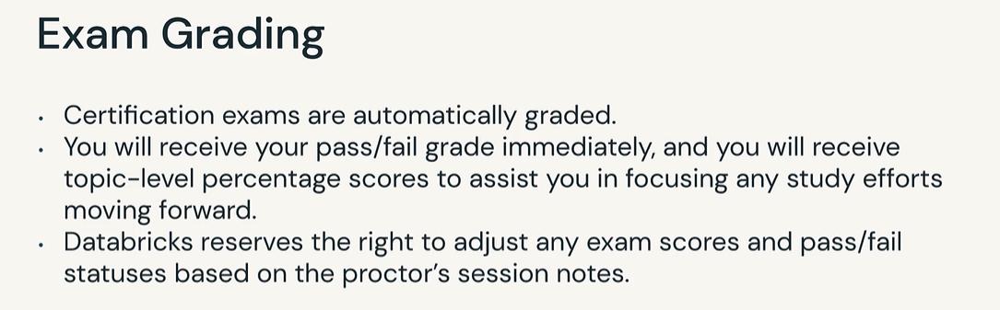 Exam Grading
• Certification exams are automatically graded.
• You will receive your pass/fail grade immediately, and you will receive
topic-level percentage scores to assist you in focusing any study efforts
moving forward.
• Databricks reserves the right to adjust any exam scores and pass/fail
statuses based on the proctor's session notes.